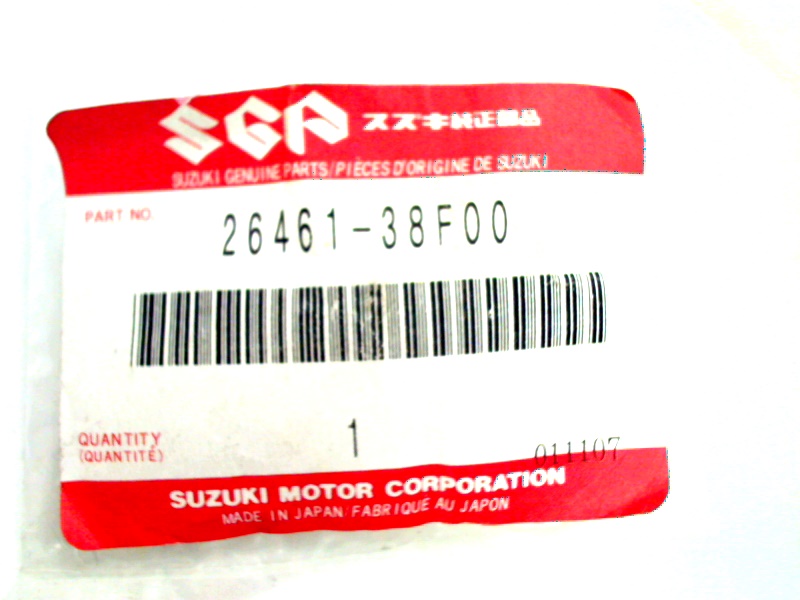 SGP スズキ純正部品
SUZUKI GENUINE PARTS/PIÈCES D'ORIGINE DE SUZUKI
PART NO. 26461-38F00
QUANTITY 1
(QUANTITÉ)
011107
SUZUKI MOTOR CORPORATION
MADE IN JAPAN/FABRIQUE AU JAPON